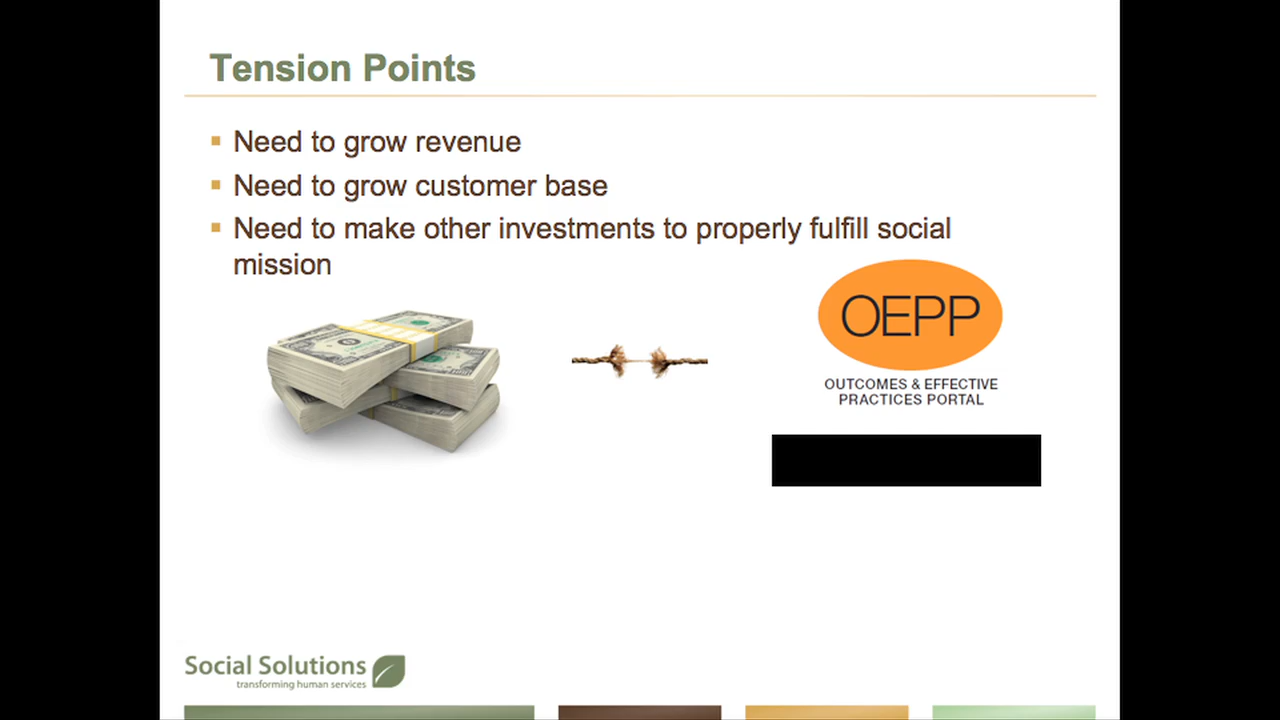 Tension Points
Need to grow revenue
Need to grow customer base
Need to make other investments to properly fulfill social
mission
OEPP
OUTCOMES & EFFECTIVE
PRACTICES PORTAL
Social Solutions
transforming human services